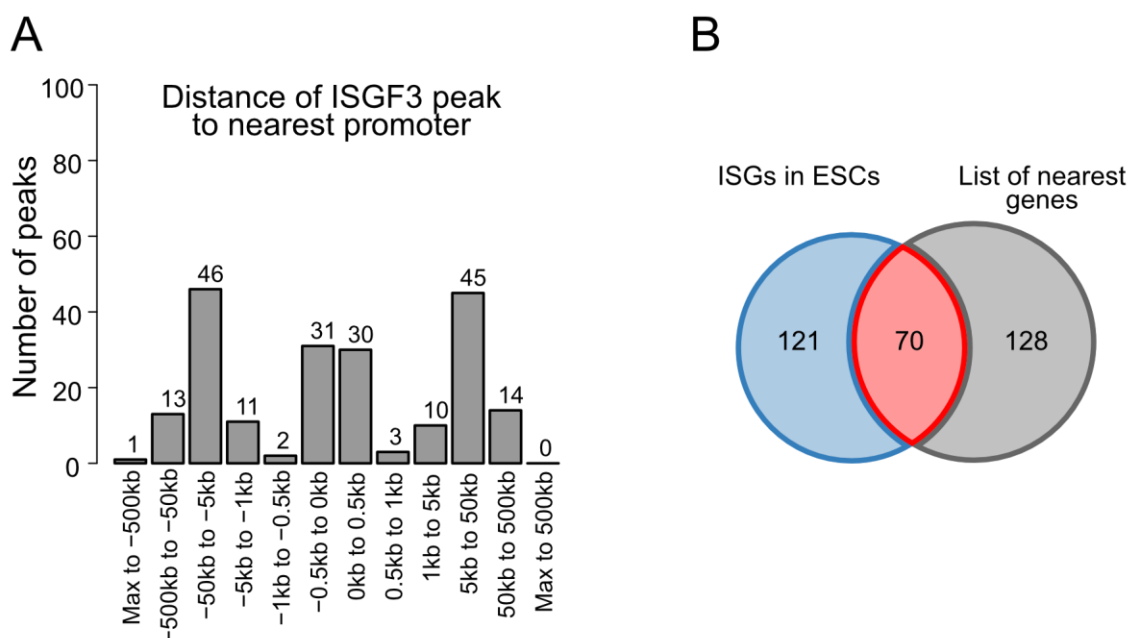 A
Distance of ISGF3 peak
to nearest promoter
Number of peaks
100
80
60
40
20
0
1
13
46
11
2
31
30
3
10
45
14
0
Max to −500kb
−500kb to −50kb
−50kb to −5kb
−5kb to −1kb
−1kb to −0.5kb
−0.5kb to 0kb
0kb to 0.5kb
0.5kb to 1kb
1kb to 5kb
5kb to 50kb
50kb to 500kb
Max to 500kb
B
ISGs in ESCs
List of nearest
genes
121
70
128